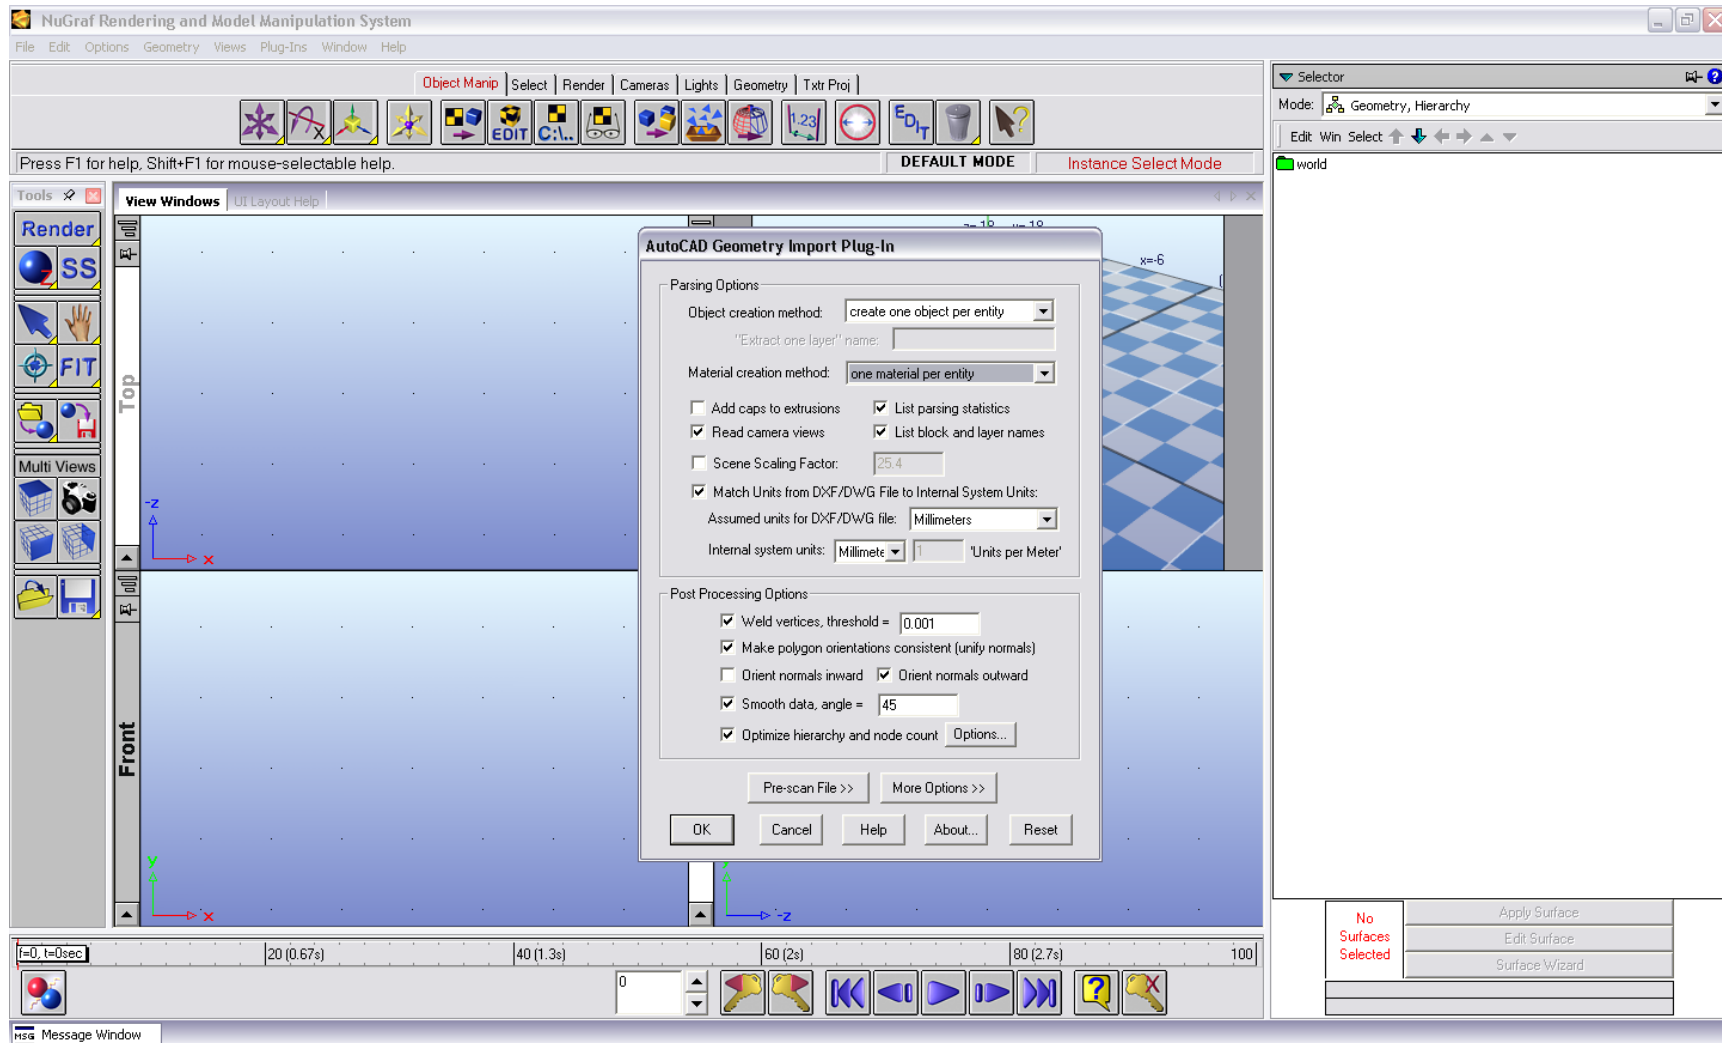 NuGraf Rendering and Model Manipulation System
File Edit Options Geometry Views Plug-Ins Window Help
Object Manip Select Render Cameras Lights Geometry Txtr Proj
X EDIT C:\.. 1.23 EDIT ?
Press F1 for help, Shift+F1 for mouse-selectable help. DEFAULT MODE Instance Select Mode
Selector
Mode: Geometry, Hierarchy
Edit Win Select
world
Tools
View Windows UI Layout Help
Render
Z SS
FIT
Multi Views
Top
-z
x
Front
y
x
y
-z
x=-6
AutoCAD Geometry Import Plug-In
Parsing Options
Object creation method: create one object per entity
"Extract one layer" name:
Material creation method: one material per entity
Add caps to extrusions List parsing statistics
Read camera views List block and layer names
Scene Scaling Factor: 25.4
Match Units from DXF/DWG File to Internal System Units:
Assumed units for DXF/DWG file: Millimeters
Internal system units: Millimete 1 'Units per Meter'
Post Processing Options
Weld vertices, threshold = 0.001
Make polygon orientations consistent (unify normals)
Orient normals inward Orient normals outward
Smooth data, angle = 45
Optimize hierarchy and node count Options...
Pre-scan File >> More Options >>
OK Cancel Help About... Reset
No Surfaces Selected
Apply Surface
Edit Surface
Surface Wizard
f=0, t=0sec 20 (0.67s) 40 (1.3s) 60 (2s) 80 (2.7s) 100
0
?
MSG Message Window